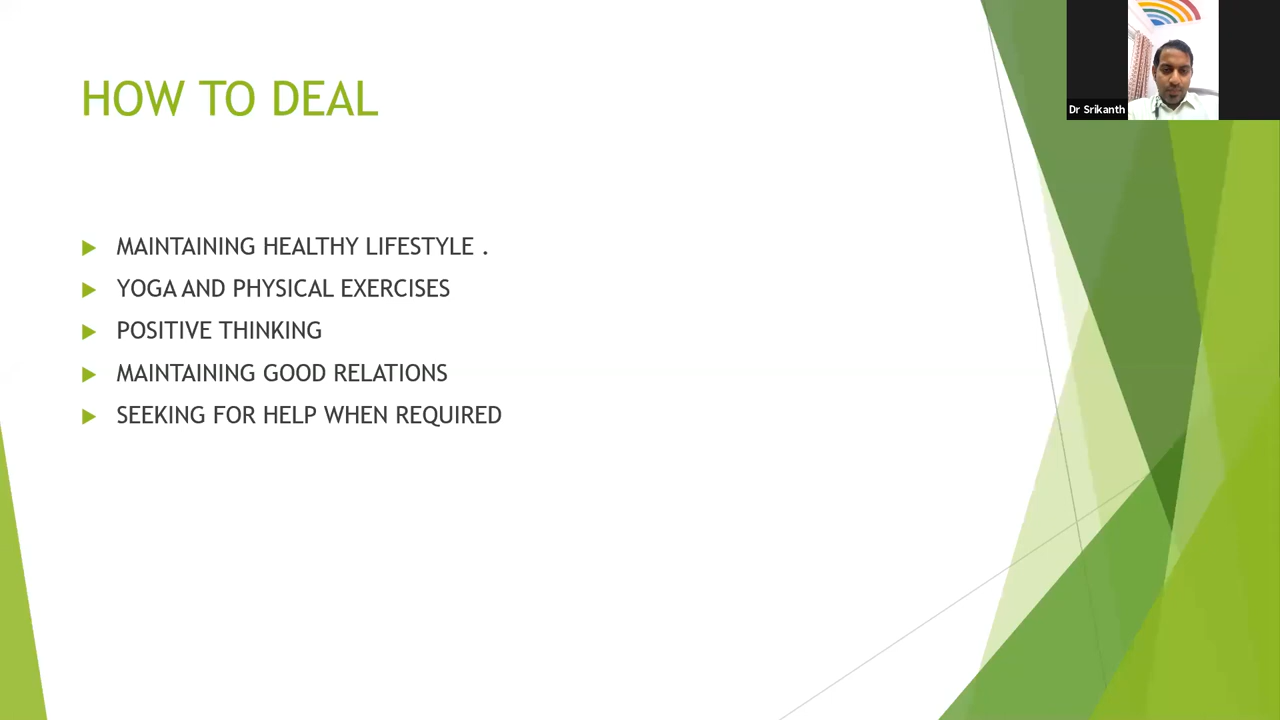 HOW TO DEAL
MAINTAINING HEALTHY LIFESTYLE .
YOGA AND PHYSICAL EXERCISES
POSITIVE THINKING
MAINTAINING GOOD RELATIONS
SEEKING FOR HELP WHEN REQUIRED
Dr Srikanth